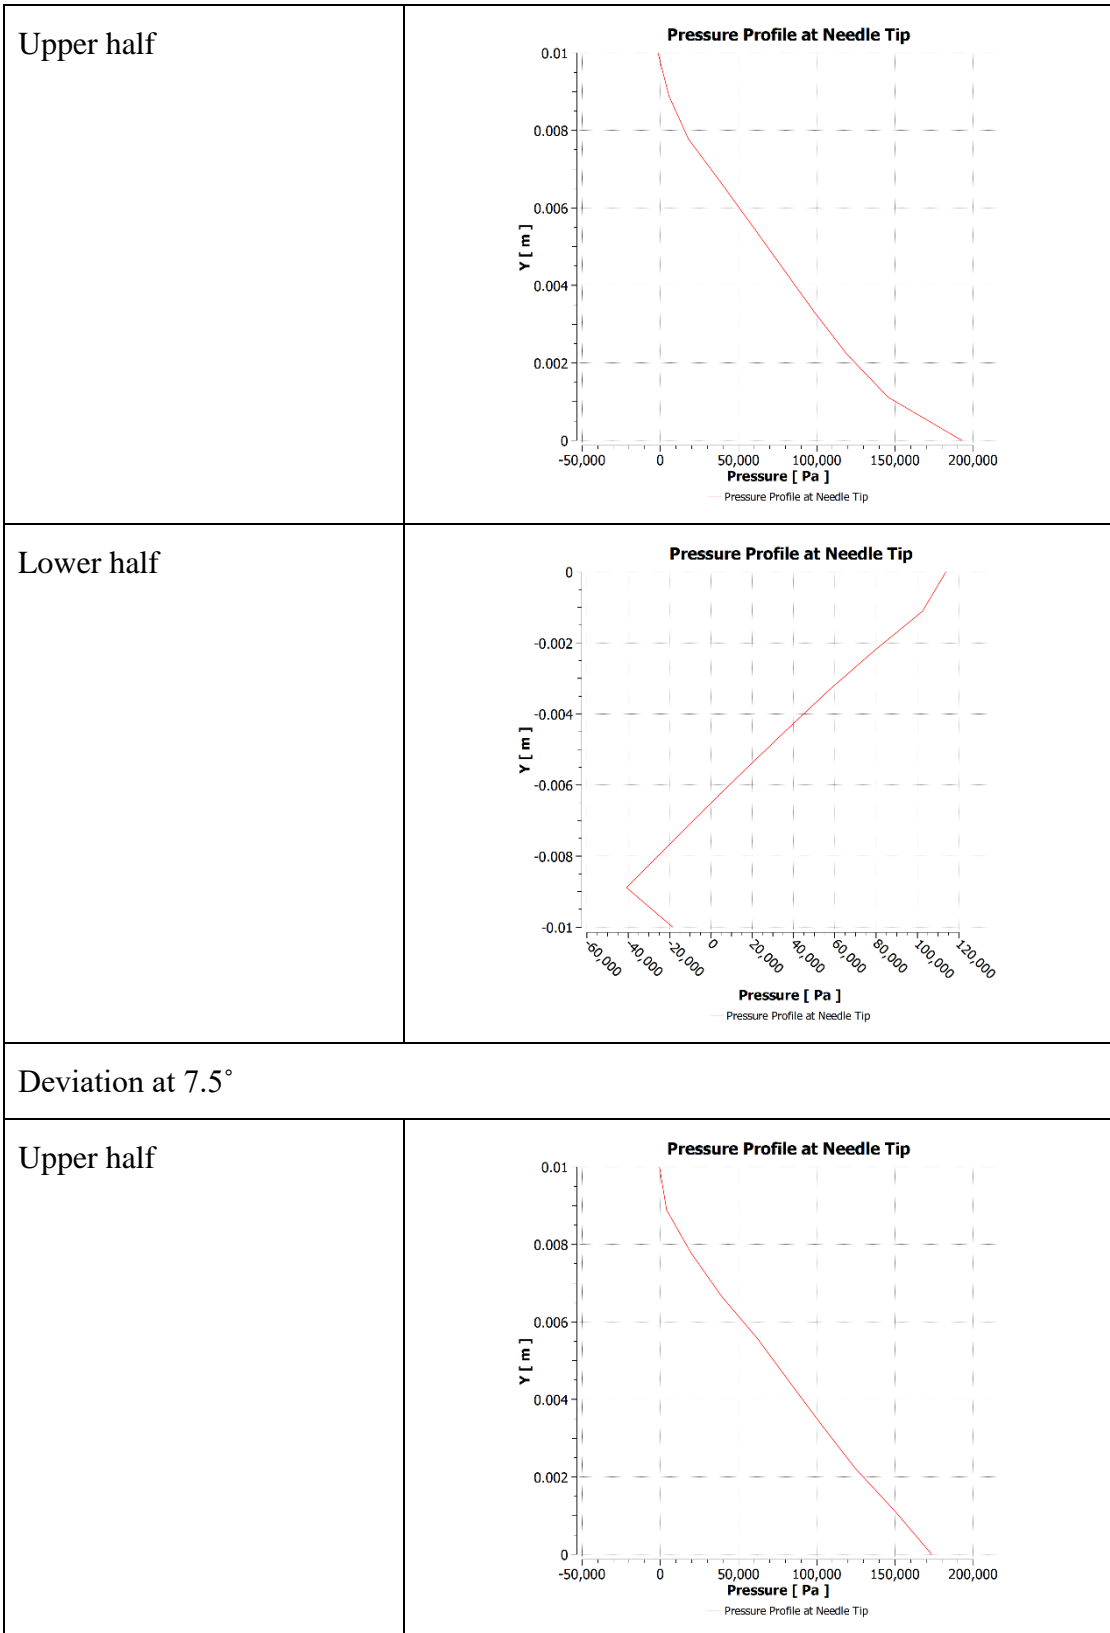 Upper half
Pressure Profile at Needle Tip
0.01
0.008
0.006
0.004
0.002
0
Y [ m ]
-50,000 0 50,000 100,000 150,000 200,000
Pressure [ Pa ]
Pressure Profile at Needle Tip
Lower half
Pressure Profile at Needle Tip
0
-0.002
-0.004
-0.006
-0.008
-0.01
Y [ m ]
-60,000 -40,000 -20,000 0 20,000 40,000 60,000 80,000 100,000 120,000
Pressure [ Pa ]
Pressure Profile at Needle Tip
Deviation at 7.5˚
Upper half
Pressure Profile at Needle Tip
0.01
0.008
0.006
0.004
0.002
0
Y [ m ]
-50,000 0 50,000 100,000 150,000 200,000
Pressure [ Pa ]
Pressure Profile at Needle Tip